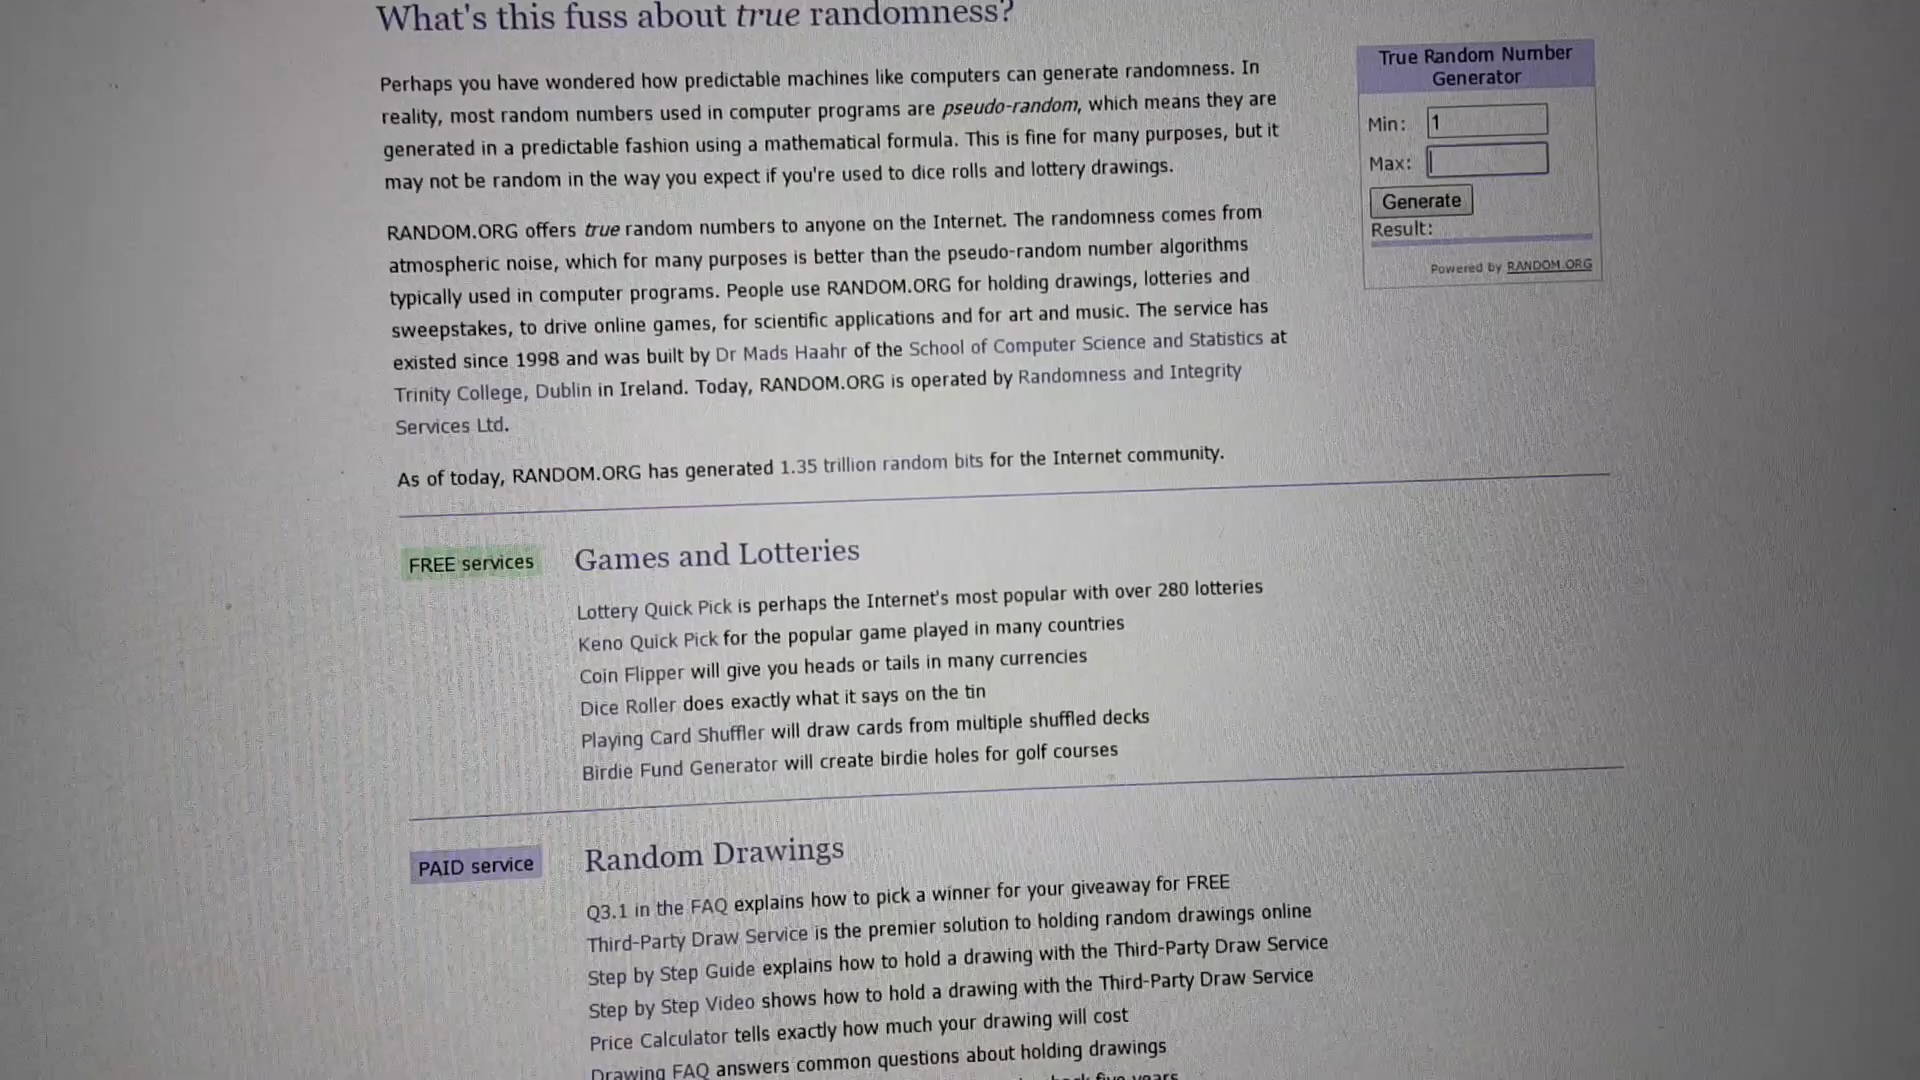 What's this fuss about true randomness?
Perhaps you have wondered how predictable machines like computers can generate randomness. In
reality, most random numbers used in computer programs are pseudo-random, which means they are
generated in a predictable fashion using a mathematical formula. This is fine for many purposes, but it
may not be random in the way you expect if you're used to dice rolls and lottery drawings.
RANDOM.ORG offers true random numbers to anyone on the Internet. The randomness comes from
atmospheric noise, which for many purposes is better than the pseudo-random number algorithms
typically used in computer programs. People use RANDOM.ORG for holding drawings, lotteries and
sweepstakes, to drive online games, for scientific applications and for art and music. The service has
existed since 1998 and was built by Dr Mads Haahr of the School of Computer Science and Statistics at
Trinity College, Dublin in Ireland. Today, RANDOM.ORG is operated by Randomness and Integrity
Services Ltd.
As of today, RANDOM.ORG has generated 1.35 trillion random bits for the Internet community.
True Random Number
Generator
Min: 1
Max:
Generate
Result:
Powered by RANDOM.ORG
FREE services
Games and Lotteries
Lottery Quick Pick is perhaps the Internet's most popular with over 280 lotteries
Keno Quick Pick for the popular game played in many countries
Coin Flipper will give you heads or tails in many currencies
Dice Roller does exactly what it says on the tin
Playing Card Shuffler will draw cards from multiple shuffled decks
Birdie Fund Generator will create birdie holes for golf courses
PAID service
Random Drawings
Q3.1 in the FAQ explains how to pick a winner for your giveaway for FREE
Third-Party Draw Service is the premier solution to holding random drawings online
Step by Step Guide explains how to hold a drawing with the Third-Party Draw Service
Step by Step Video shows how to hold a drawing with the Third-Party Draw Service
Price Calculator tells exactly how much your drawing will cost
Drawing FAQ answers common questions about holding drawings
five years